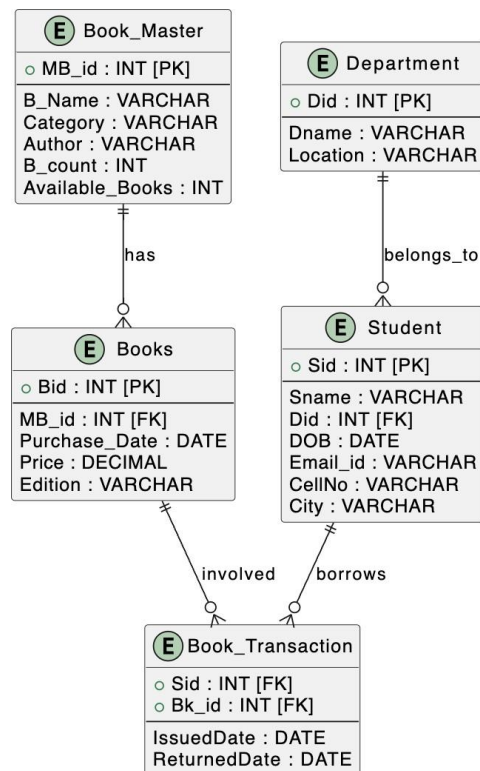 E Book_Master
MB_id : INT [PK]
B_Name : VARCHAR
Category : VARCHAR
Author : VARCHAR
B_count : INT
Available_Books : INT
E Department
Did : INT [PK]
Dname : VARCHAR
Location : VARCHAR
has
belongs_to
E Books
Bid : INT [PK]
MB_id : INT [FK]
Purchase_Date : DATE
Price : DECIMAL
Edition : VARCHAR
E Student
Sid : INT [PK]
Sname : VARCHAR
Did : INT [FK]
DOB : DATE
Email_id : VARCHAR
CellNo : VARCHAR
City : VARCHAR
involved
borrows
E Book_Transaction
Sid : INT [FK]
Bk_id : INT [FK]
IssuedDate : DATE
ReturnedDate : DATE